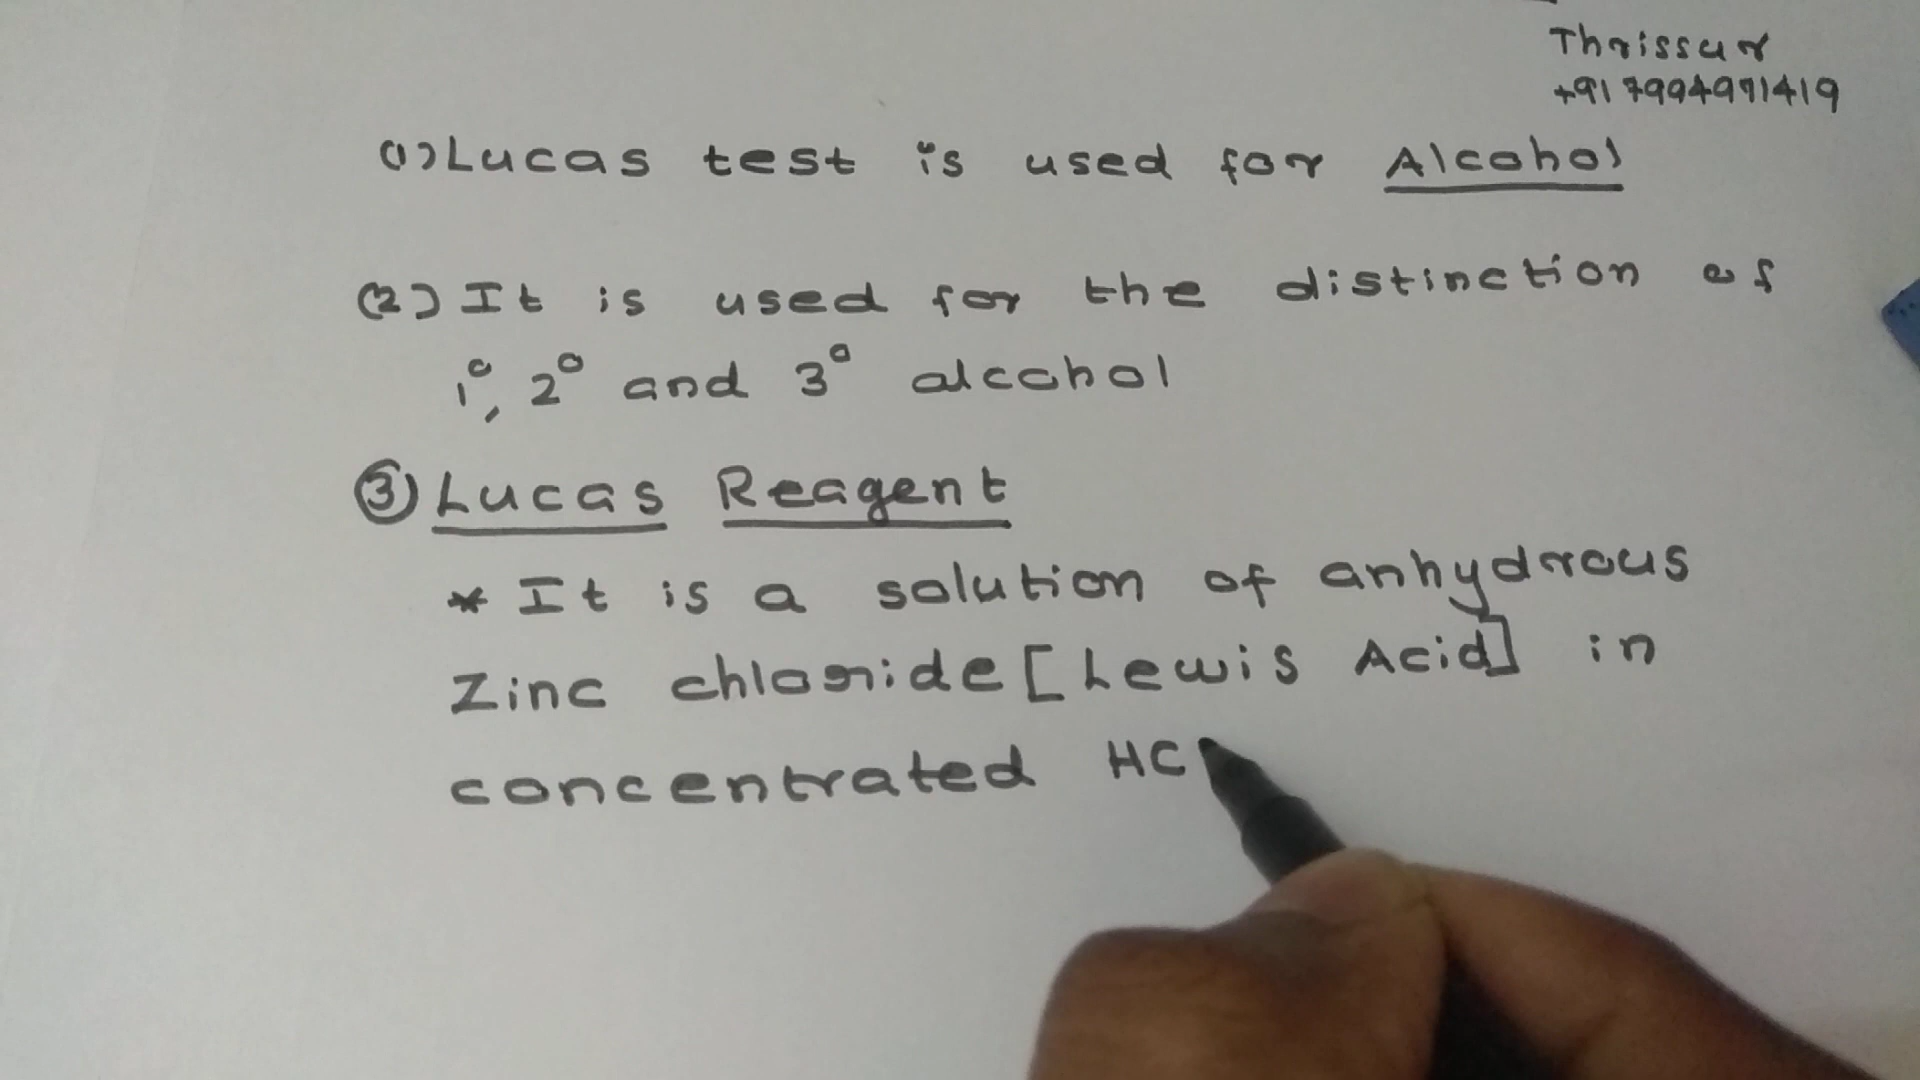 Thrissur
+91 7994971419
(1) Lucas test is used for Alcohol
(2) It is used for the distinction of
1°, 2° and 3° alcohol
③ Lucas Reagent
* It is a solution of anhydrous
Zinc chloride [Lewis Acid] in
concentrated HC